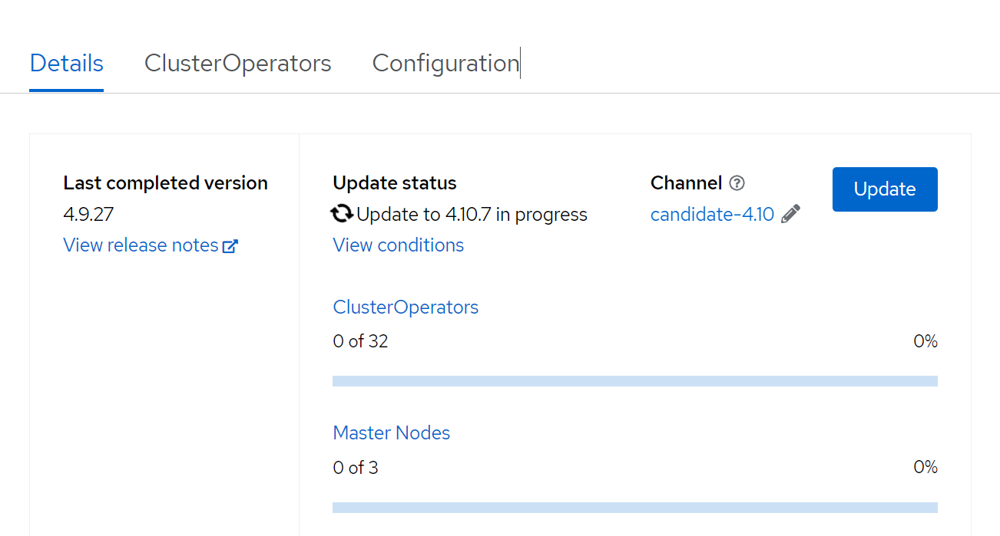 Details ClusterOperators Configuration
Last completed version
4.9.27
View release notes
Update status
Update to 4.10.7 in progress
View conditions
Channel
candidate-4.10
Update
ClusterOperators
0 of 32 0%
Master Nodes
0 of 3 0%